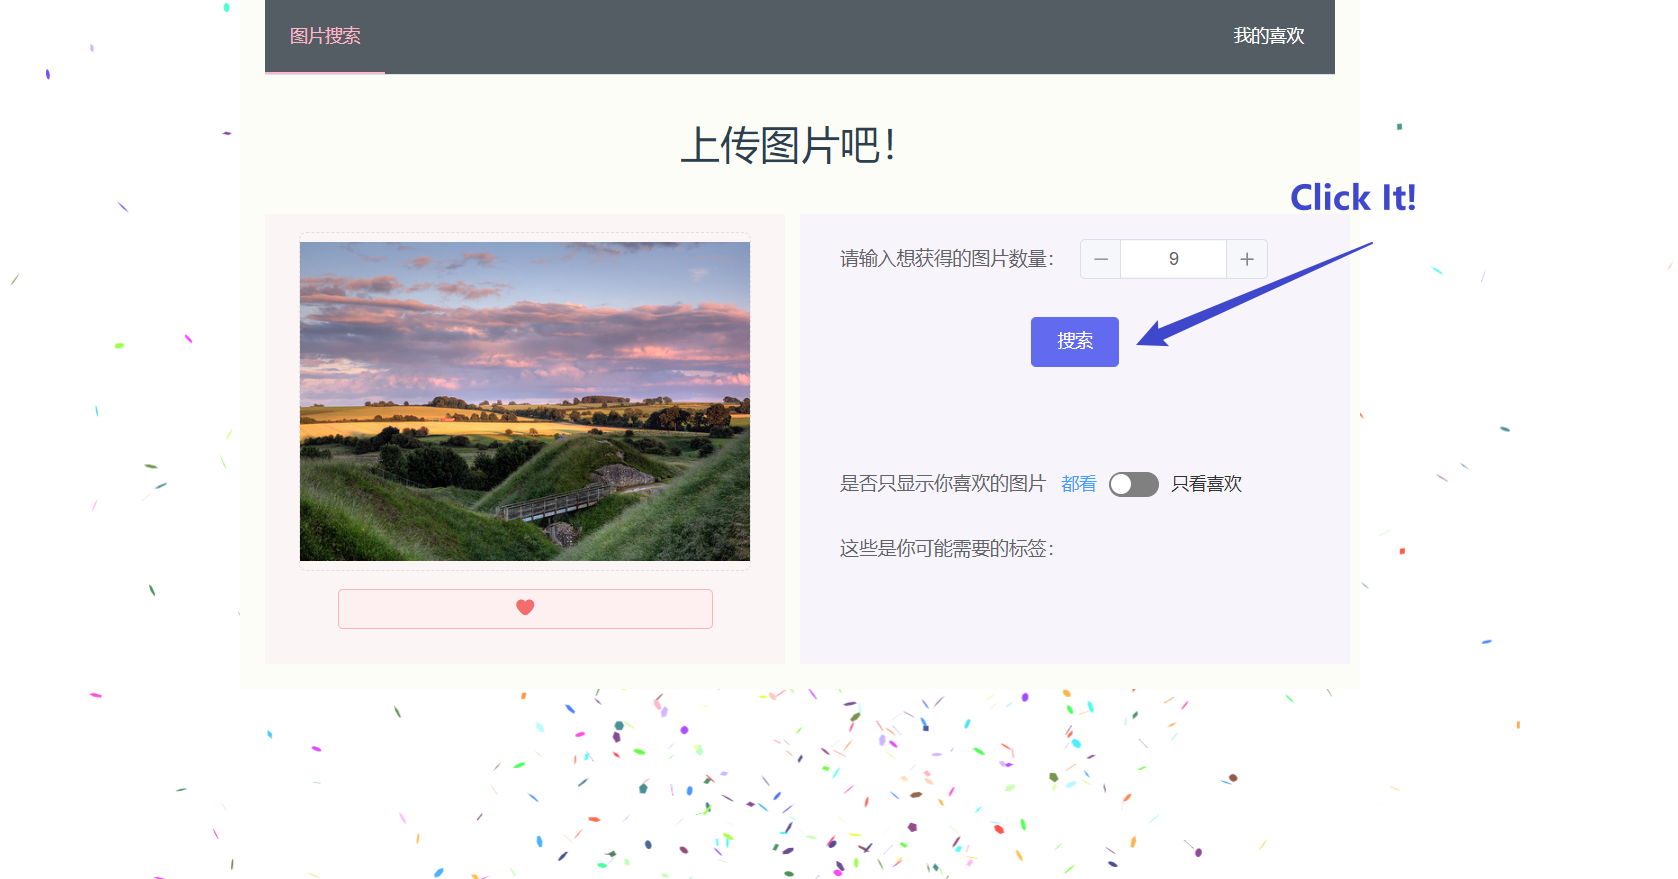 图片搜索
我的喜欢
上传图片吧！
Click It!
请输入想获得的图片数量：
9
搜索
是否只显示你喜欢的图片 都看 只看喜欢
这些是你可能需要的标签：